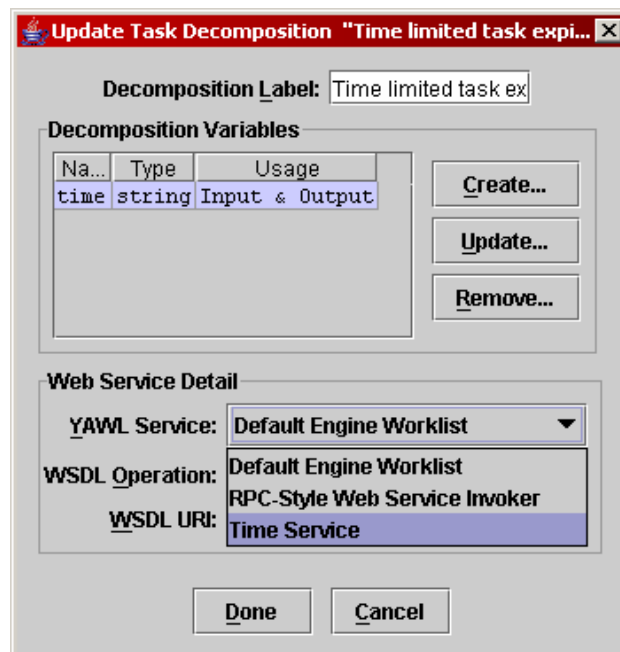 Update Task Decomposition "Time limited task expi...
Decomposition Label: Time limited task ex
Decomposition Variables
Na... Type Usage
time string Input & Output
Create...
Update...
Remove...
Web Service Detail
YAWL Service: Default Engine Worklist
WSDL Operation: Default Engine Worklist
RPC-Style Web Service Invoker
WSDL URI: Time Service
Done Cancel